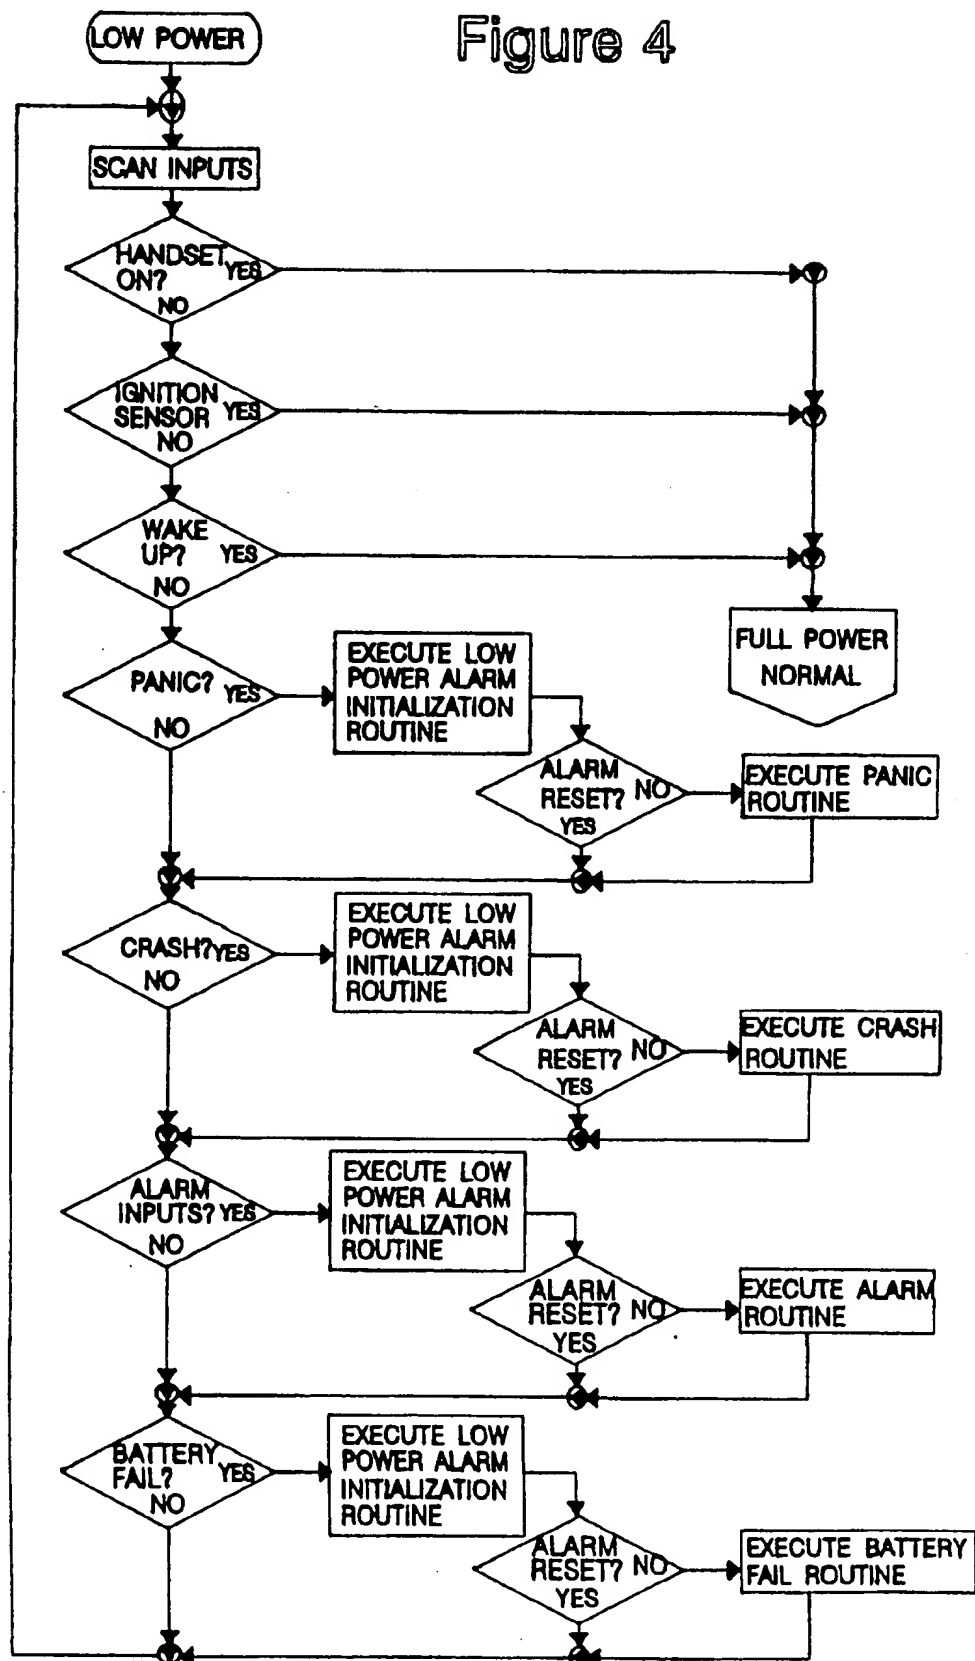 Figure 4
LOW POWER
SCAN INPUTS
HANDSET
ON?
YES
NO
IGNITION
SENSOR
YES
NO
WAKE
UP?
YES
NO
FULL POWER
NORMAL
PANIC?
YES
NO
EXECUTE LOW
POWER ALARM
INITIALIZATION
ROUTINE
ALARM
RESET?
NO
YES
EXECUTE PANIC
ROUTINE
CRASH?
YES
NO
EXECUTE LOW
POWER ALARM
INITIALIZATION
ROUTINE
ALARM
RESET?
NO
YES
EXECUTE CRASH
ROUTINE
ALARM
INPUTS?
YES
NO
EXECUTE LOW
POWER ALARM
INITIALIZATION
ROUTINE
ALARM
RESET?
NO
YES
EXECUTE ALARM
ROUTINE
BATTERY
FAIL?
YES
NO
EXECUTE LOW
POWER ALARM
INITIALIZATION
ROUTINE
ALARM
RESET?
NO
YES
EXECUTE BATTERY
FAIL ROUTINE